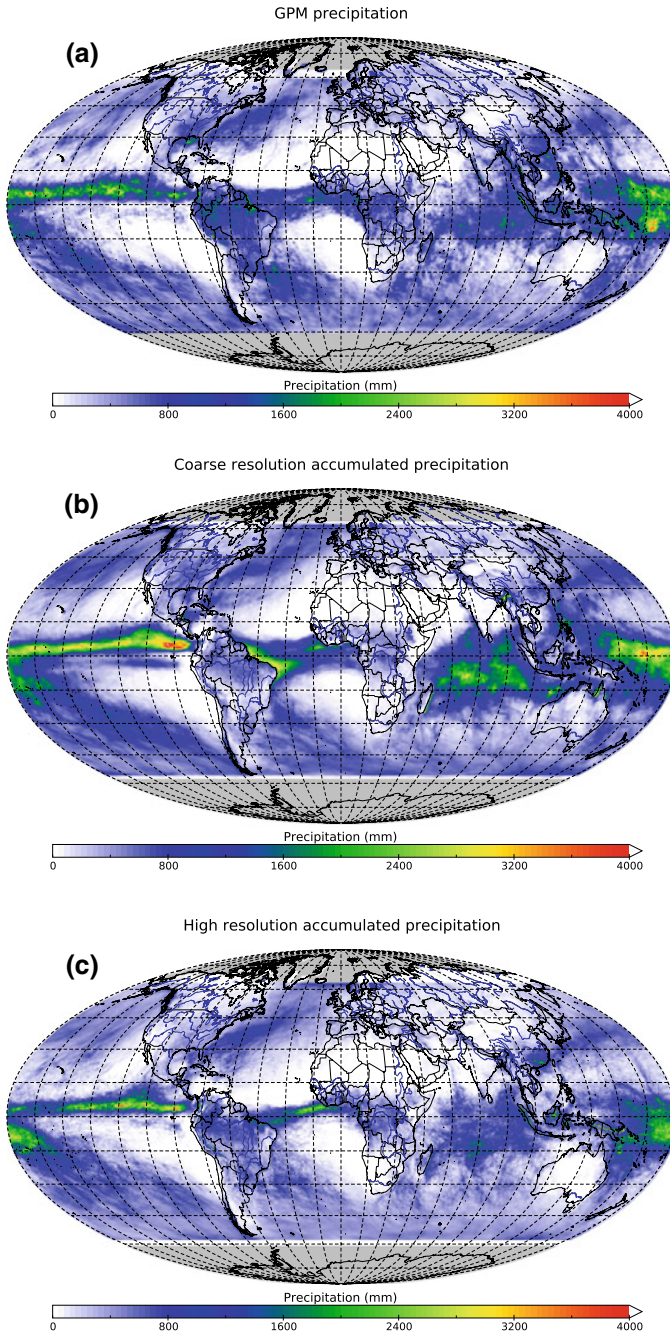 GPM precipitation
(a)
Precipitation (mm)
0 800 1600 2400 3200 4000
Coarse resolution accumulated precipitation
(b)
Precipitation (mm)
0 800 1600 2400 3200 4000
High resolution accumulated precipitation
(c)
Precipitation (mm)
0 800 1600 2400 3200 4000